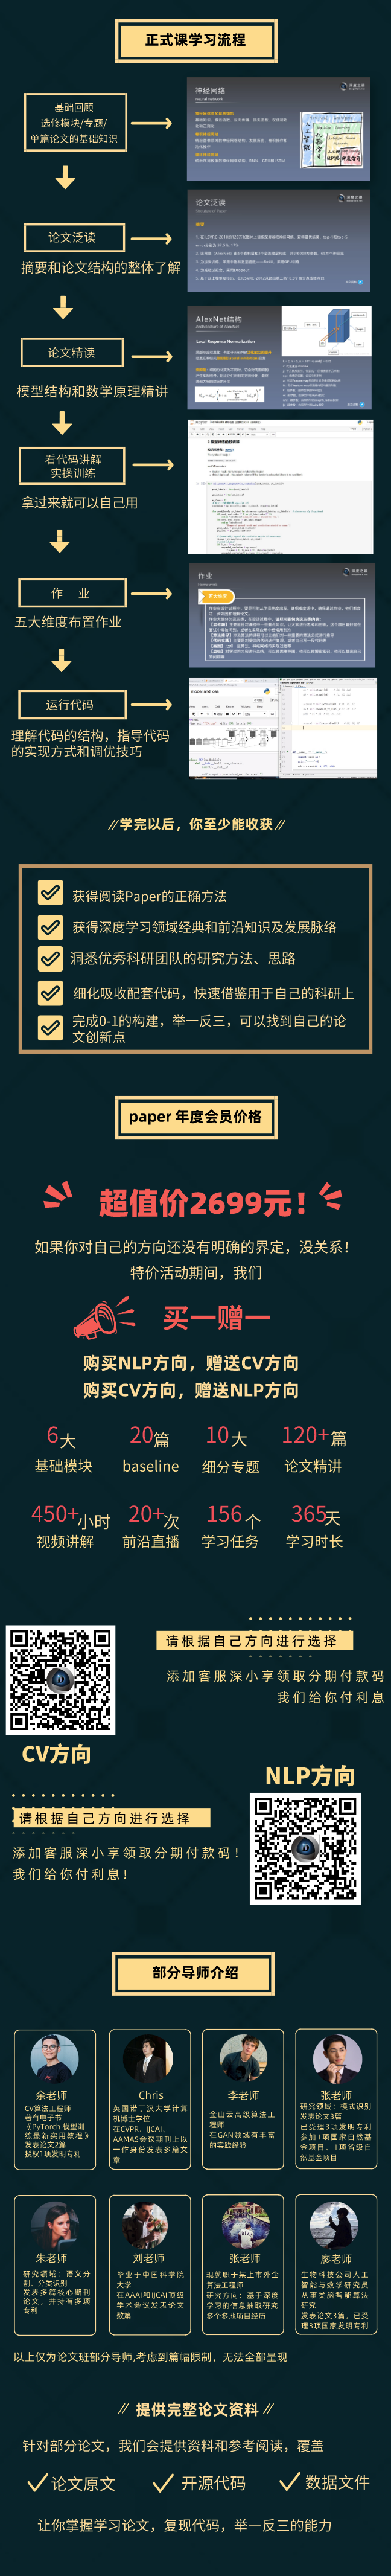 正式课学习流程
基础回顾
选修模块/专题/
单篇论文的基础知识
神经网络
neural network
论文泛读
摘要和论文结构的整体了解
论文泛读
论文精读
模型结构和数学原理精讲
AlexNet结构
Architecture of AlexNet
Local Response Normalization
看代码讲解
实操训练
拿过来就可以自己用
作 业
五大维度布置作业
作业
运行代码
理解代码的结构，指导代码
的实现方式和调优技巧
//学完以后，你至少能收获//
获得阅读Paper的正确方法
获得深度学习领域经典和前沿知识及发展脉络
洞悉优秀科研团队的研究方法、思路
细化吸收配套代码，快速借鉴用于自己的科研上
完成0-1的构建，举一反三，可以找到自己的论
文创新点
paper 年度会员价格
超值价2699元！
如果你对自己的方向还没有明确的界定，没关系！
特价活动期间，我们
买一赠一
购买NLP方向，赠送CV方向
购买CV方向，赠送NLP方向
6大 20篇 10大 120+篇
基础模块 baseline 细分专题 论文精讲
450+小时 20+次 156个 365天
视频讲解 前沿直播 学习任务 学习时长
请根据自己方向进行选择
添加客服深小享领取分期付款码
我们给你付利息
CV方向
NLP方向
请根据自己方向进行选择
添加客服深小享领取分期付款码！
我们给你付利息！
部分导师介绍
余老师
CV算法工程师
著有电子书
《PyTorch 模型训
练最新实用教程》
发表论文2篇
授权1项发明专利
Chris
英国诺丁汉大学计算
机博士学位
在CVPR、IJCAI、
AAMAS会议期刊上以
一作身份发表多篇文
章
李老师
金山云高级算法工
程师
在GAN领域有丰富
的实践经验
张老师
研究领域：模式识别
发表论文3篇
已受理3项发明专利
参加1项国家自然基
金项目、1项省级自
然基金项目
朱老师
研究领域：语义分
割、分类识别
发表多篇核心期刊
论文，并持有多项
专利
刘老师
毕业于中国科学院
大学
在AAAI和IJCAI顶级
学术会议发表论文
数篇
张老师
现就职于某上市外企
算法工程师
研究方向：基于深度
学习的信息抽取研究
多个多地项目经历
廖老师
生物科技公司人工
智能与数学研究员
从事类脑智能算法
研究
发表论文3篇，已受
理3项国家发明专利
以上仅为论文班部分导师,考虑到篇幅限制，无法全部呈现
// 提供完整论文资料 //
针对部分论文，我们会提供资料和参考阅读，覆盖
论文原文 开源代码 数据文件
让你掌握学习论文，复现代码，举一反三的能力